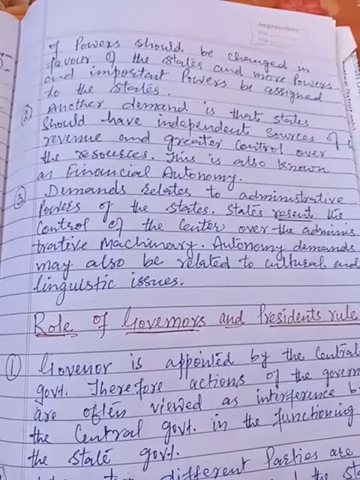 of Powers should be changed in
favour of the states and more Powers
and important Powers be assigned
to the states.
② Another demand is that states
should have independent sources of
revenue and greater control over
the resources. This is also known
as Financial Autonomy.
③ Demands relates to administrative
Powers of the states. States resent the
control of the center over the adminis
trative Machinary. Autonomy demands
may also be related to cultural and
linguistic issues.
Role of Governors and Presidents rule
① Govenor is appointed by the Central
govt. Therefore actions of the govern
are often viewed as interference b
the Central govt. in the functioning
the state govt.
different Parties are